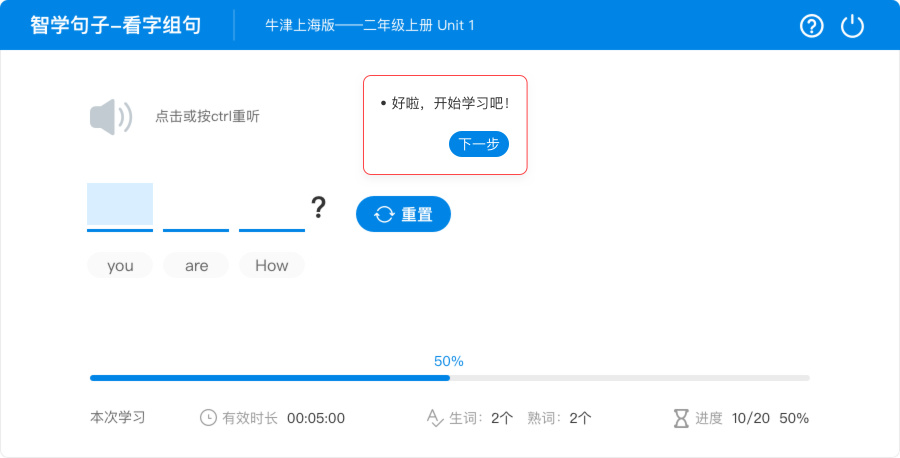 智学句子-看字组句
牛津上海版——二年级上册 Unit 1
点击或按ctrl重听
• 好啦，开始学习吧！
下一步
?
重置
you are How
50%
本次学习 有效时长 00:05:00 生词：2个 熟词：2个 进度 10/20 50%